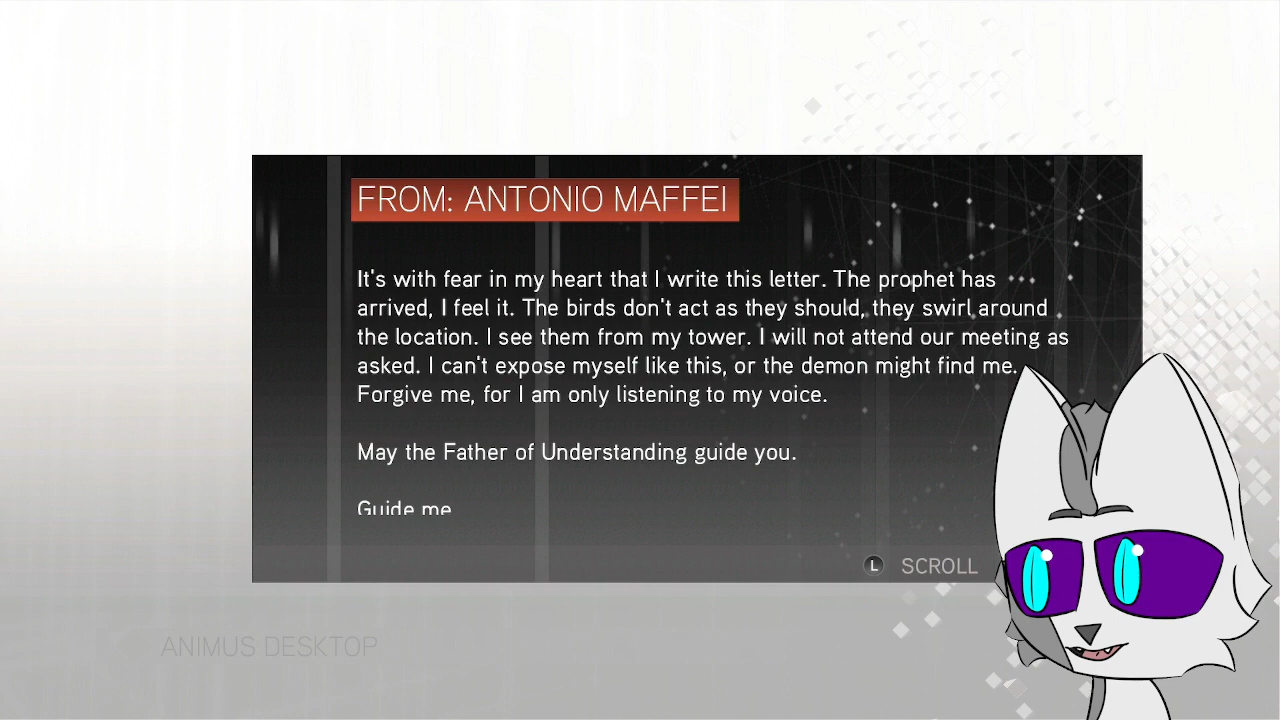 FROM: ANTONIO MAFFEI
It's with fear in my heart that I write this letter. The prophet has
arrived, I feel it. The birds don't act as they should, they swirl around
the location. I see them from my tower. I will not attend our meeting as
asked. I can't expose myself like this, or the demon might find me.
Forgive me, for I am only listening to my voice.
May the Father of Understanding guide you.
Guide me
L SCROLL
ANIMUS DESKTOP